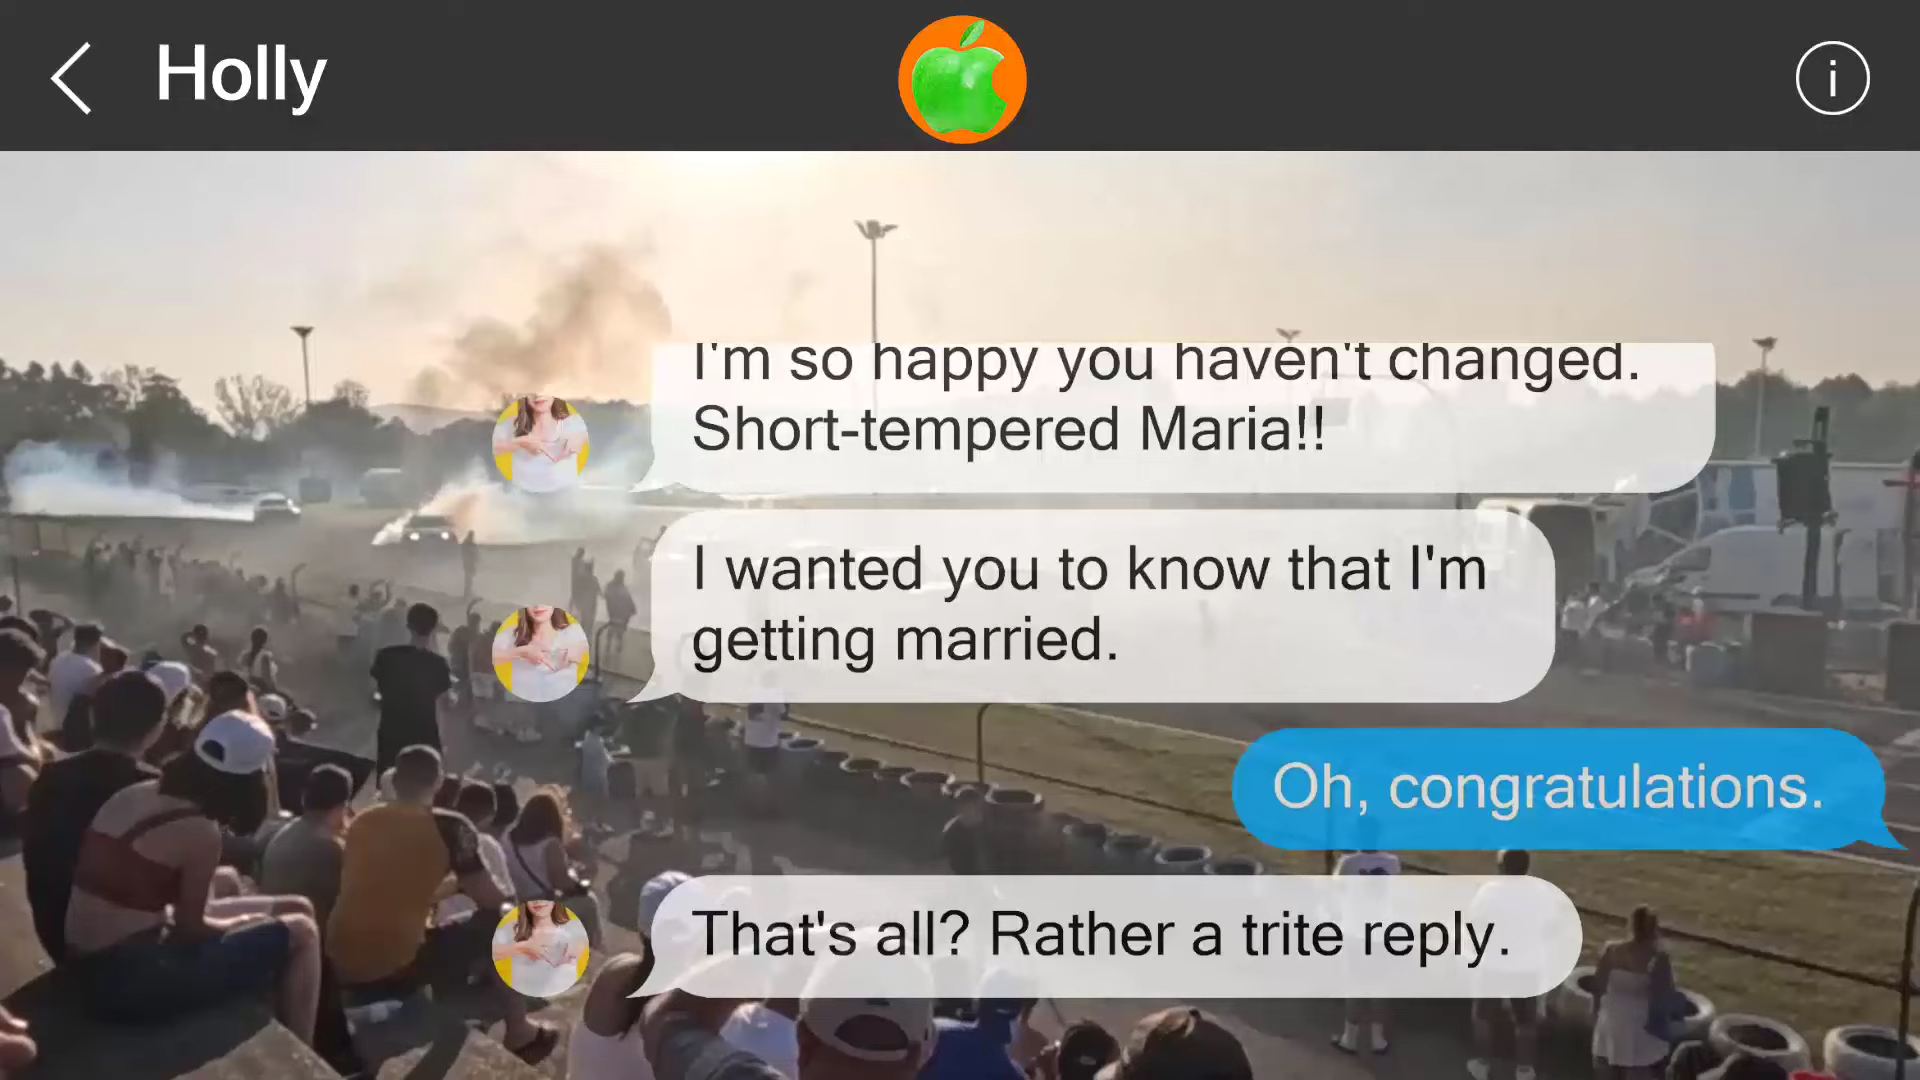 Holly
i
I'm so happy you haven't changed.
Short-tempered Maria!!
I wanted you to know that I'm
getting married.
Oh, congratulations.
That's all? Rather a trite reply.